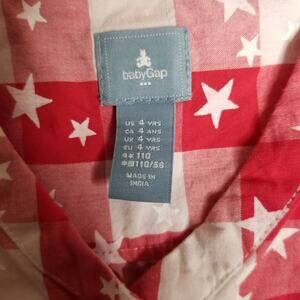 babyGap
US 4 YRS
CA 4 ANS
UK 4 YRS
EU 4 YRS
110
110/56
MADE IN
INDIA